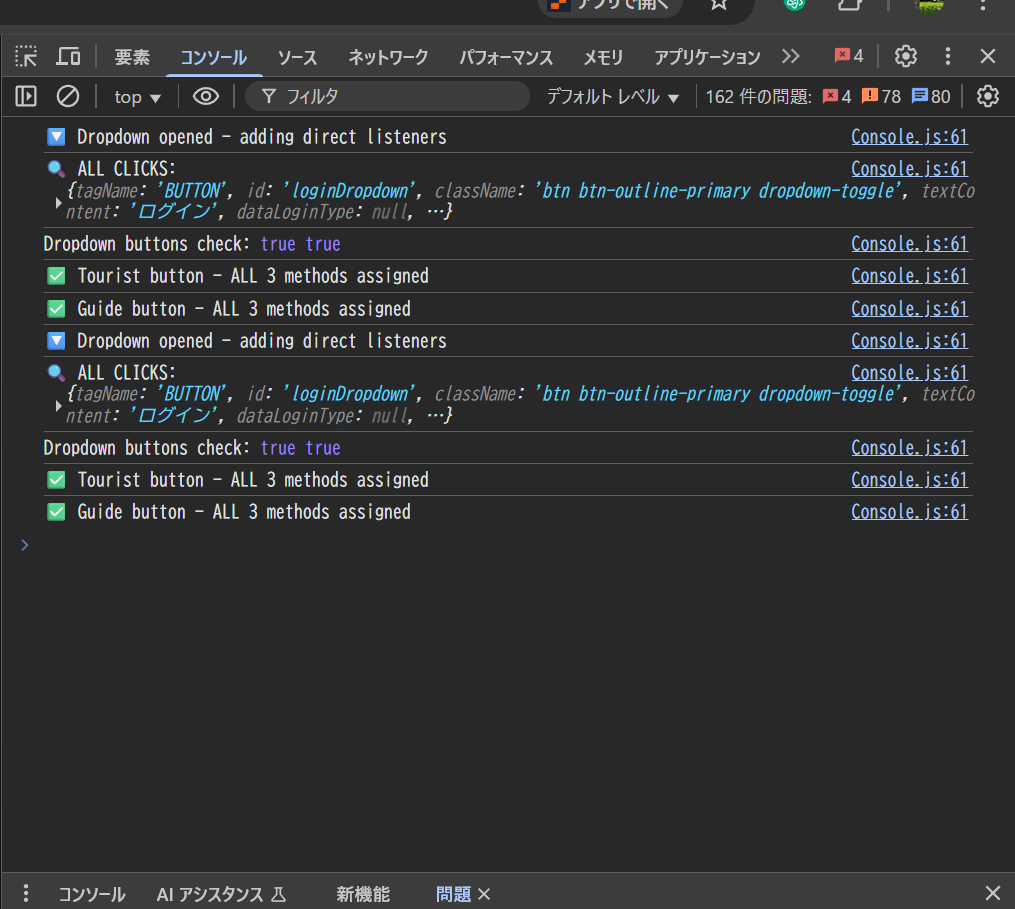 アプリで開く
要素 コンソール ソース ネットワーク パフォーマンス メモリ アプリケーション 4
top フィルタ デフォルト レベル 162 件の問題: 4 78 80
Dropdown opened - adding direct listeners Console.js:61
ALL CLICKS: Console.js:61
{tagName: 'BUTTON', id: 'loginDropdown', className: 'btn btn-outline-primary dropdown-toggle', textCo
ntent: 'ログイン', dataLoginType: null, …}
Dropdown buttons check: true true Console.js:61
✅ Tourist button - ALL 3 methods assigned Console.js:61
✅ Guide button - ALL 3 methods assigned Console.js:61
Dropdown opened - adding direct listeners Console.js:61
ALL CLICKS: Console.js:61
{tagName: 'BUTTON', id: 'loginDropdown', className: 'btn btn-outline-primary dropdown-toggle', textCo
ntent: 'ログイン', dataLoginType: null, …}
Dropdown buttons check: true true Console.js:61
✅ Tourist button - ALL 3 methods assigned Console.js:61
✅ Guide button - ALL 3 methods assigned Console.js:61
コンソール AI アシスタンス 新機能 問題